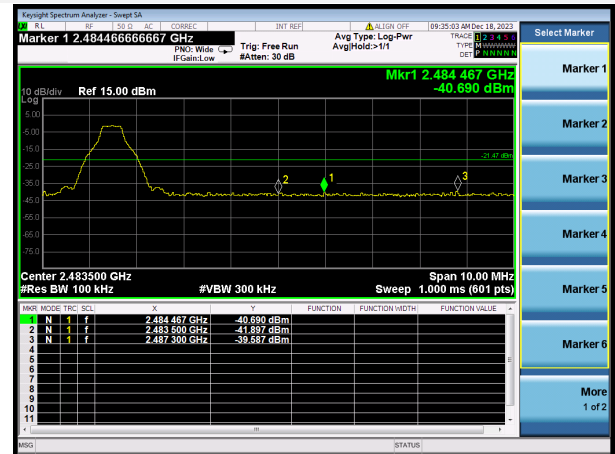 Keysight Spectrum Analyzer - Swept SA
RL RF 50 Ω AC CORREC INT REF ALIGN OFF 09:35:03 AM Dec 18, 2023
Marker 1 2.484466666667 GHz
PNO: Wide
IFGain:Low
Trig: Free Run
#Atten: 30 dB
Avg Type: Log-Pwr
Avg|Hold:>1/1
TRACE 1 2 3 4 5 6
TYPE M WWWWW
DET P N N N N N
Select Marker
Mkr1 2.484 467 GHz
-40.690 dBm
10 dB/div Ref 15.00 dBm
Log
5.00
-5.00
-15.0
-25.0
-35.0
-45.0
-55.0
-65.0
-75.0
-21.47 dBm
2
1
3
Center 2.483500 GHz Span 10.00 MHz
#Res BW 100 kHz #VBW 300 kHz Sweep 1.000 ms (601 pts)
MKR MODE TRC SCL X Y FUNCTION FUNCTION WIDTH FUNCTION VALUE
1 N 1 f 2.484 467 GHz -40.690 dBm
2 N 1 f 2.483 500 GHz -41.897 dBm
3 N 1 f 2.487 300 GHz -39.587 dBm
4
5
6
7
8
9
10
11
MSG STATUS
Marker 1
Marker 2
Marker 3
Marker 4
Marker 5
Marker 6
More
1 of 2